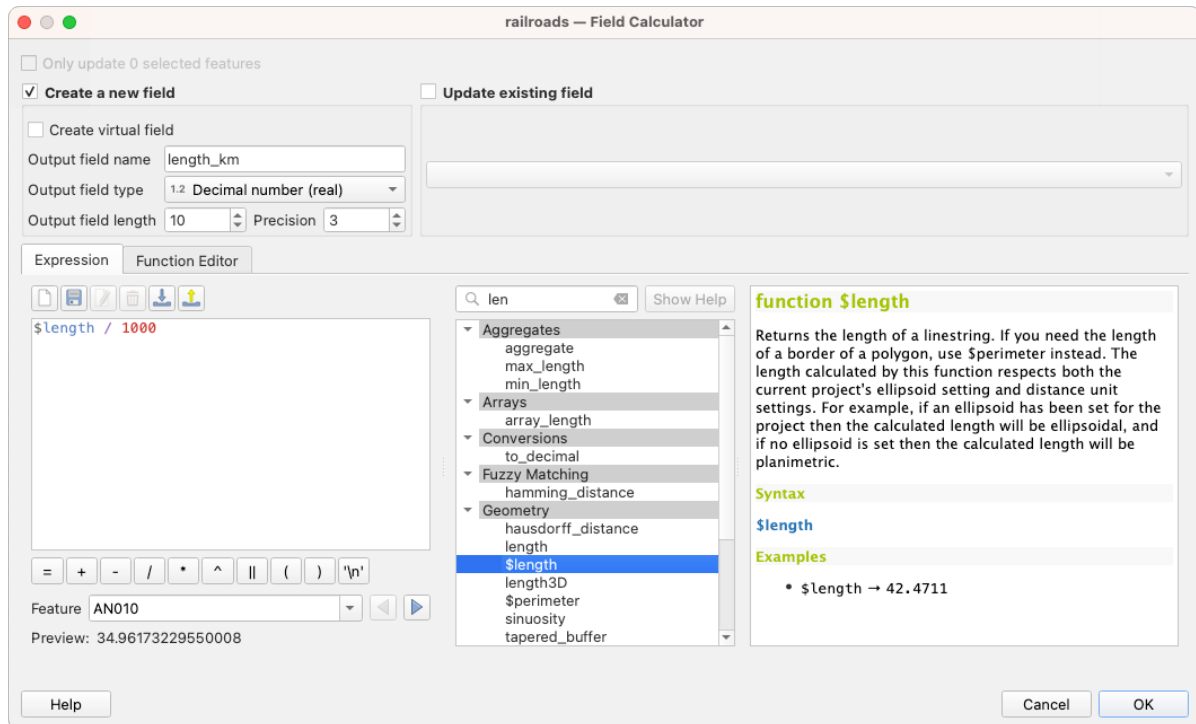 railroads — Field Calculator
Only update 0 selected features
Create a new field
Update existing field
Create virtual field
Output field name length_km
Output field type 1.2 Decimal number (real)
Output field length 10 Precision 3
Expression Function Editor
len Show Help
$length / 1000
Aggregates
aggregate
max_length
min_length
Arrays
array_length
Conversions
to_decimal
Fuzzy Matching
hamming_distance
Geometry
hausdorff_distance
length
$length
length3D
$perimeter
sinuosity
tapered_buffer
function $length
Returns the length of a linestring. If you need the length
of a border of a polygon, use $perimeter instead. The
length calculated by this function respects both the
current project's ellipsoid setting and distance unit
settings. For example, if an ellipsoid has been set for the
project then the calculated length will be ellipsoidal, and
if no ellipsoid is set then the calculated length will be
planimetric.
Syntax
$length
Examples
• $length → 42.4711
= + - / * ^ || ( ) '\n'
Feature AN010
Preview: 34.96173229550008
Help Cancel OK